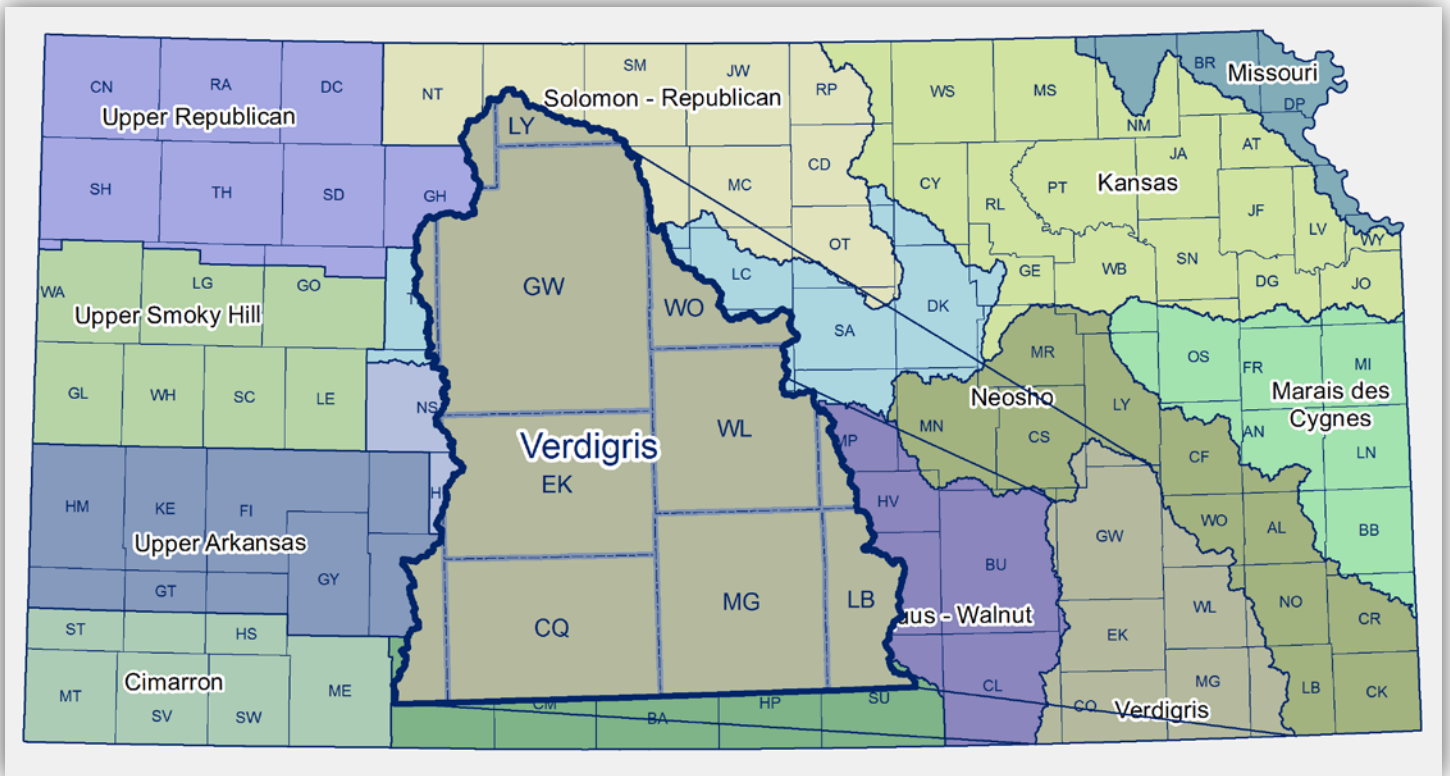 CN
RA
DC
NT
SM
JW
RP
WS
MS
NM
BR
Missouri
DP
Upper Republican
Solomon - Republican
LY
SH
TH
SD
GH
MC
CD
CY
RL
PT
Kansas
JA
AT
JF
LV
WY
OT
GE
WB
SN
DG
JO
WA
LG
GO
Upper Smoky Hill
GW
WO
LC
SA
DK
GL
WH
SC
LE
NS
MR
Neosho
LY
MN
CS
OS
FR
MI
Marais des
Cygnes
AN
LN
Verdigris
EK
WL
MP
HV
CF
HM
KE
FI
Upper Arkansas
GT
GY
BU
GW
WO
AL
BB
CQ
MG
LB
dus - Walnut
EK
WL
NO
CR
ST
HS
Cimarron
MT
SV
SW
ME
CM
BA
HP
SU
CL
CQ
Verdigris
MG
LB
CK